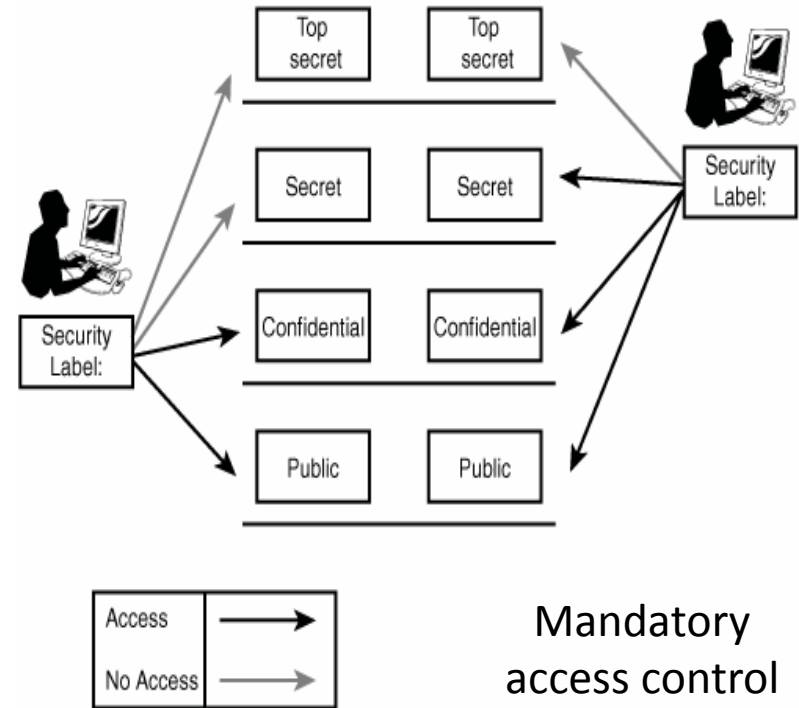 Top
secret
Top
secret
Security
Label:
Secret
Secret
Security
Label:
Confidential
Confidential
Public
Public
Access
No Access
Mandatory
access control